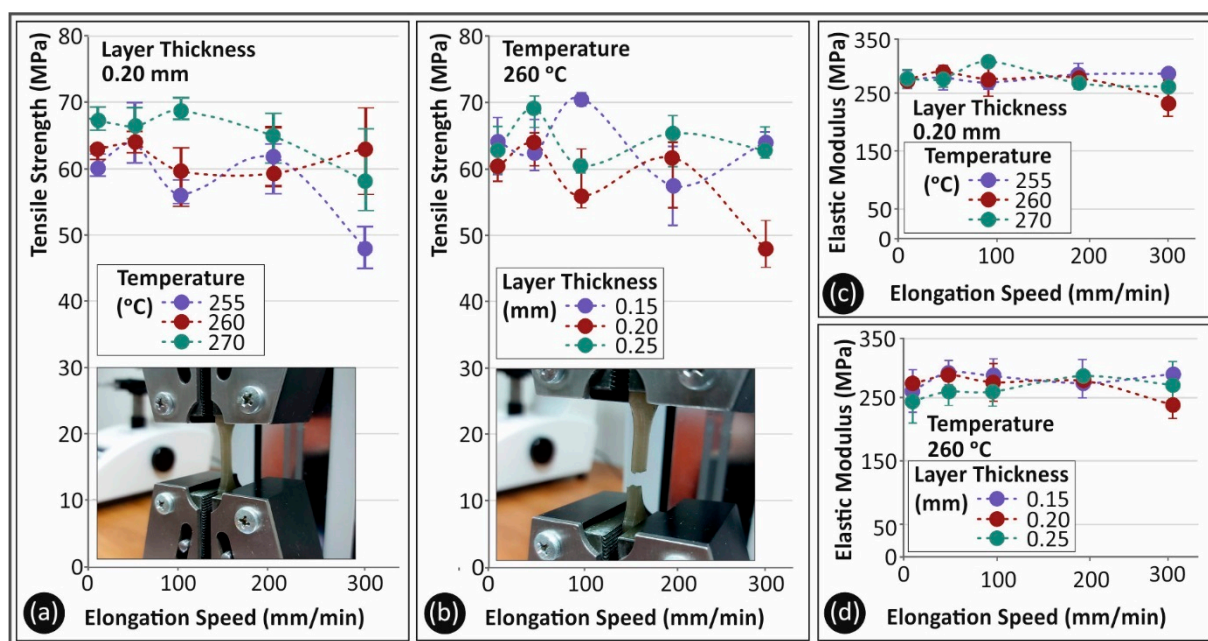 80
70
60
50
40
30
20
10
0
Tensile Strength (MPa)
Layer Thickness
0.20 mm
Temperature
(ºC)
255
260
270
0
100
200
300
(a)
Elongation Speed (mm/min)
80
70
60
50
40
30
20
10
0
Tensile Strength (MPa)
Temperature
260 ºC
Layer Thickness
(mm)
0.15
0.20
0.25
0
100
200
300
(b)
Elongation Speed (mm/min)
350
250
150
50
0
Elastic Modulus (MPa)
Layer Thickness
0.20 mm
Temperature
(ºC)
255
260
270
0
100
200
300
(c)
Elongation Speed (mm/min)
350
250
150
50
0
Elastic Modulus (MPa)
Temperature
260 ºC
Layer Thickness
(mm)
0.15
0.20
0.25
0
100
200
300
(d)
Elongation Speed (mm/min)